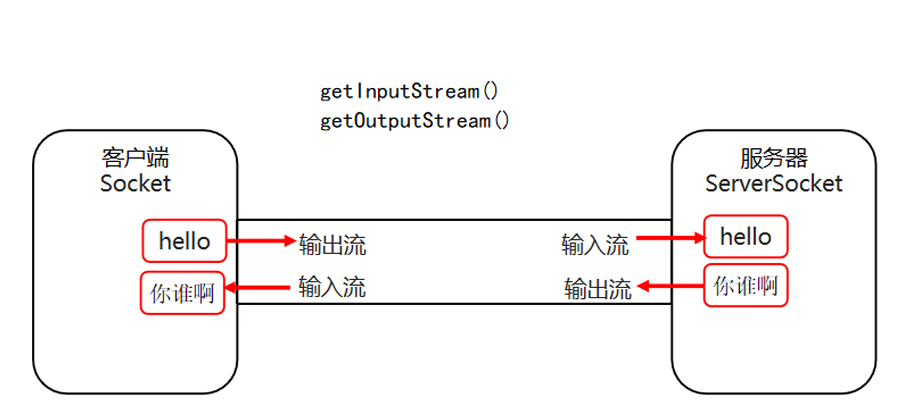 getInputStream()
getOutputStream()
客户端
Socket
服务器
ServerSocket
hello
输出流
输入流
hello
你谁啊
输入流
输出流
你谁啊